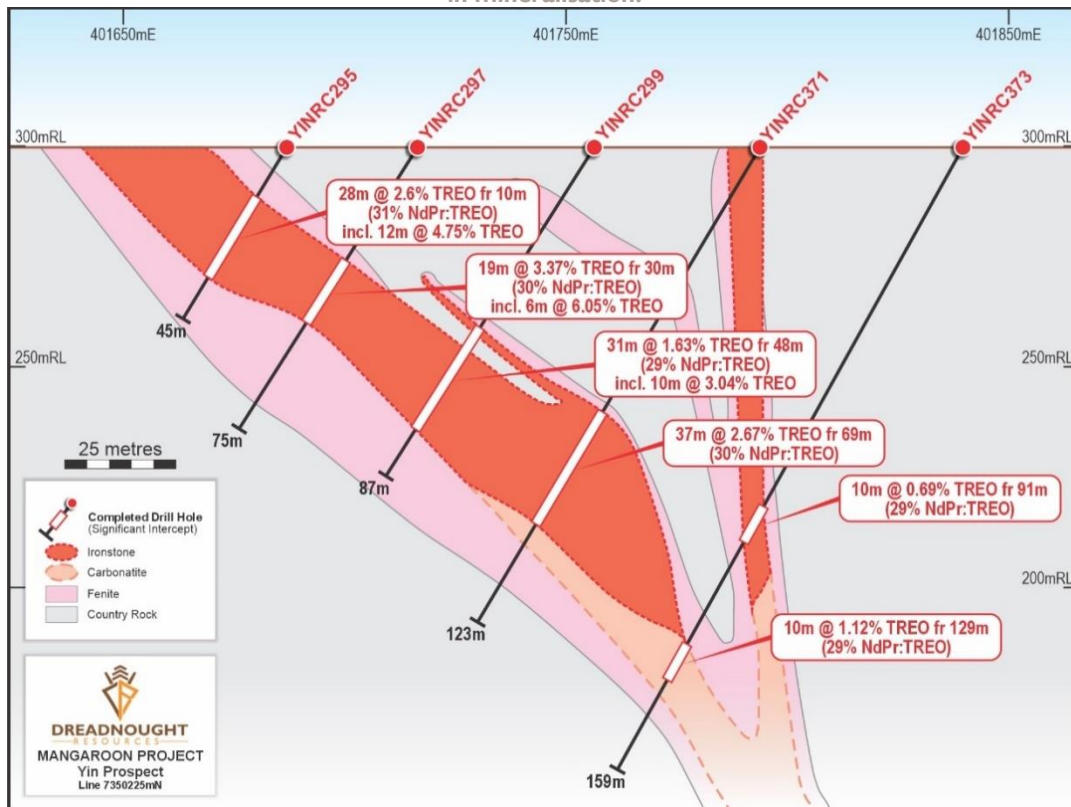 in mineralisation.
401650mE
401750mE
401850mE
YINRC295
YINRC297
YINRC299
YINRC371
YINRC373
300mRL
300mRL
28m @ 2.6% TREO fr 10m
(31% NdPr:TREO)
incl. 12m @ 4.75% TREO
19m @ 3.37% TREO fr 30m
(30% NdPr:TREO)
incl. 6m @ 6.05% TREO
45m
31m @ 1.63% TREO fr 48m
(29% NdPr:TREO)
incl. 10m @ 3.04% TREO
250mRL
250mRL
75m
37m @ 2.67% TREO fr 69m
(30% NdPr:TREO)
25 metres
87m
10m @ 0.69% TREO fr 91m
(29% NdPr:TREO)
Completed Drill Hole
(Significant Intercept)
Ironstone
Carbonatite
Fenite
Country Rock
200mRL
123m
10m @ 1.12% TREO fr 129m
(29% NdPr:TREO)
DREADNOUGHT
RESOURCES
MANGAROON PROJECT
Yin Prospect
Line 7350225mN
159m